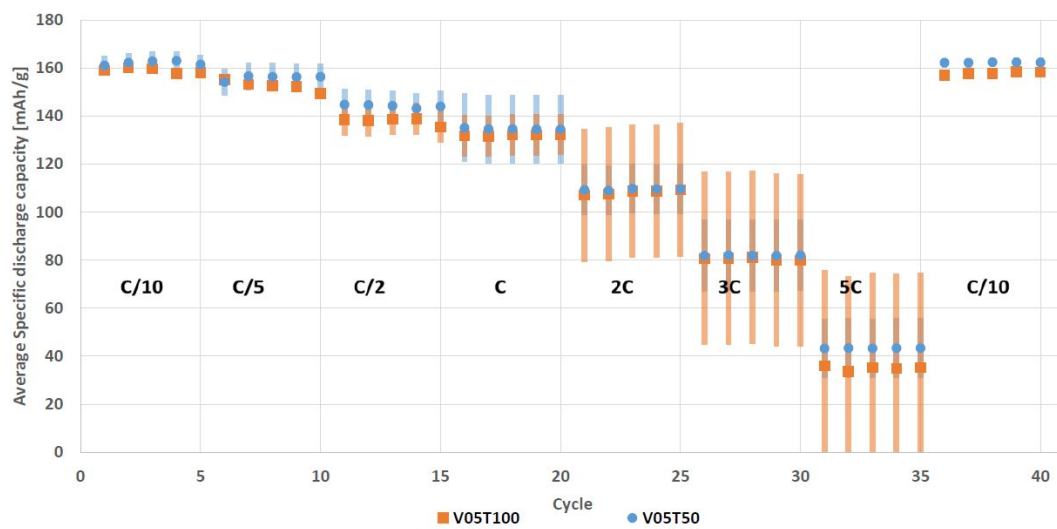 Average Specific discharge capacity [mAh/g]
180
160
140
120
100
80
60
40
20
0
C/10 C/5 C/2 C 2C 3C 5C C/10
0 5 10 15 20 25 30 35 40
Cycle
V05T100 V05T50